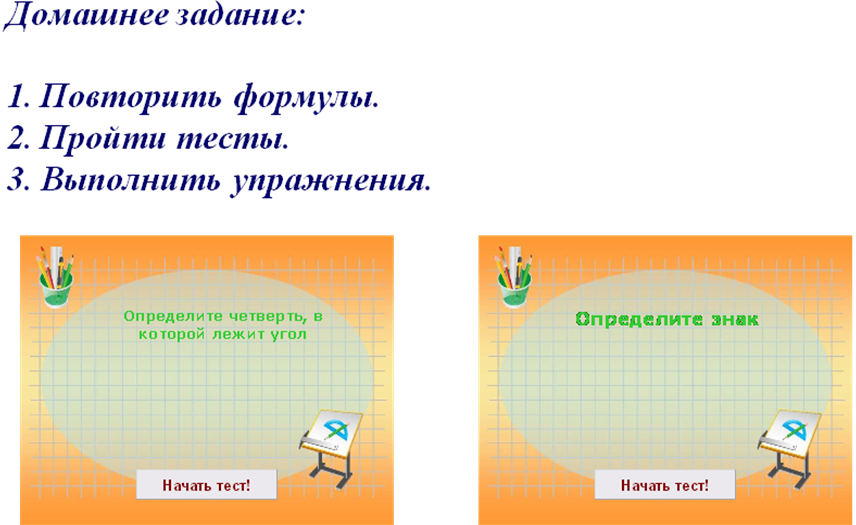 Домашнее задание:
1. Повторить формулы.
2. Пройти тесты.
3. Выполнить упражнения.
Определите четверть, в
которой лежит угол
Начать тест!
Определите знак
Начать тест!